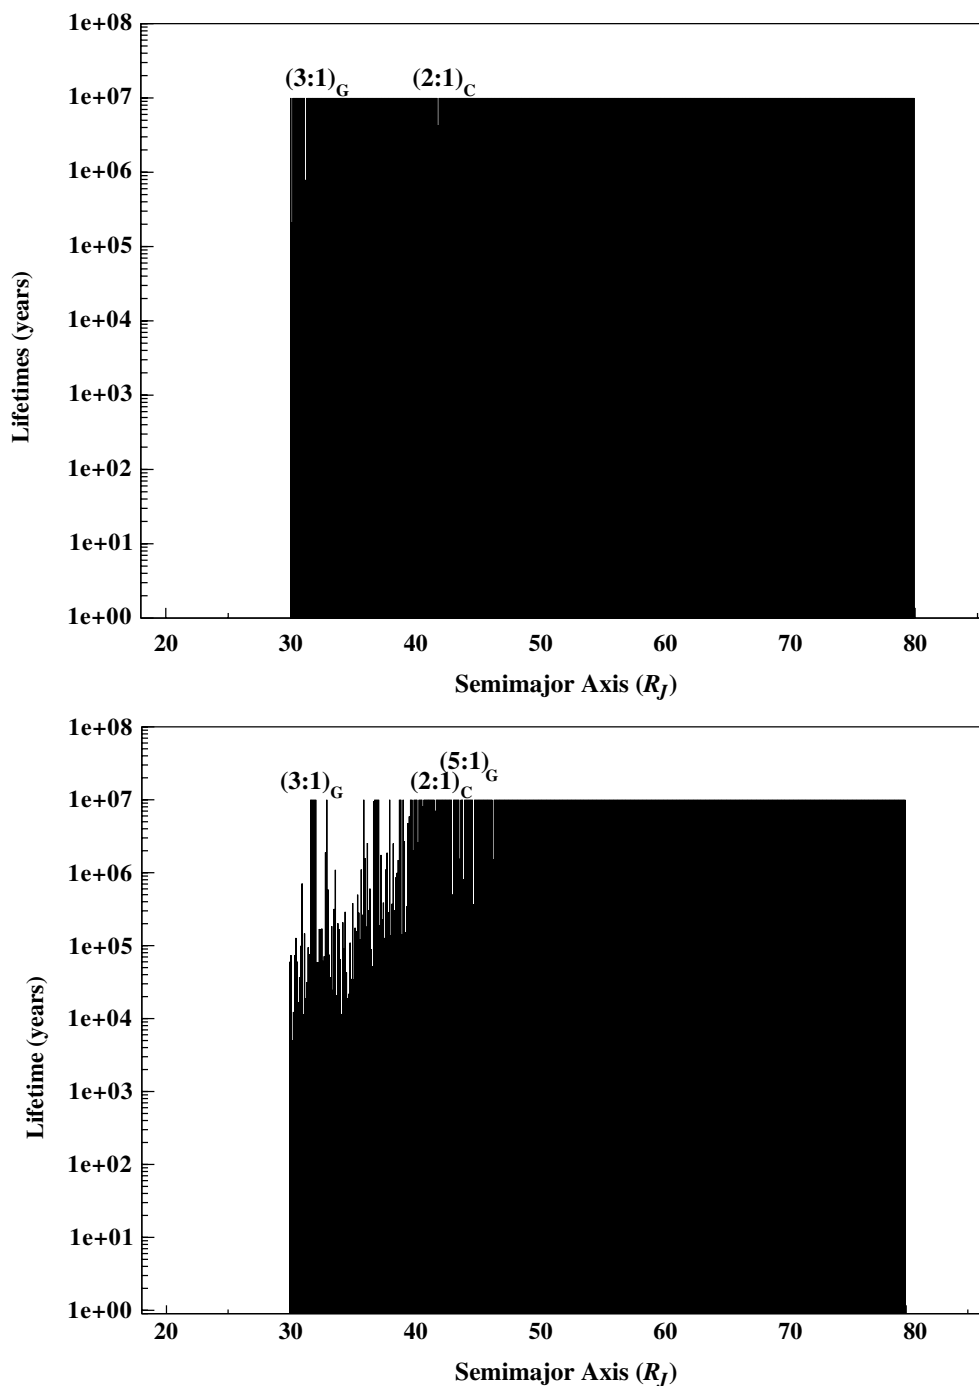 1e+08
(3:1)G
(2:1)C
1e+07
1e+06
1e+05
1e+04
1e+03
1e+02
1e+01
1e+00
Lifetimes (years)
20 30 40 50 60 70 80
Semimajor Axis (RJ)
1e+08
(5:1)G
(3:1)G
(2:1)C
1e+07
1e+06
1e+05
1e+04
1e+03
1e+02
1e+01
1e+00
Lifetime (years)
20 30 40 50 60 70 80
Semimajor Axis (RJ)